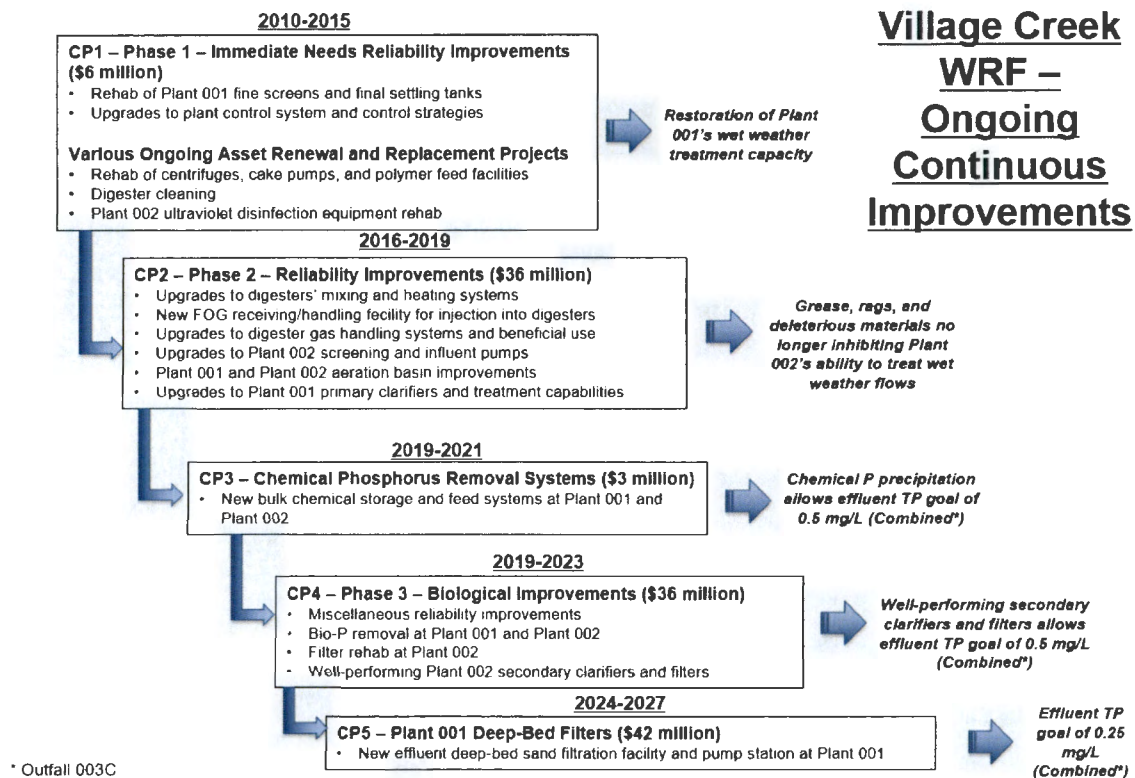 Village Creek
WRF –
Ongoing
Continuous
Improvements
2010-2015
CP1 – Phase 1 – Immediate Needs Reliability Improvements
($6 million)
• Rehab of Plant 001 fine screens and final settling tanks
• Upgrades to plant control system and control strategies
Various Ongoing Asset Renewal and Replacement Projects
• Rehab of centrifuges, cake pumps, and polymer feed facilities
• Digester cleaning
• Plant 002 ultraviolet disinfection equipment rehab
Restoration of Plant
001's wet weather
treatment capacity
2016-2019
CP2 – Phase 2 – Reliability Improvements ($36 million)
• Upgrades to digesters' mixing and heating systems
• New FOG receiving/handling facility for injection into digesters
• Upgrades to digester gas handling systems and beneficial use
• Upgrades to Plant 002 screening and influent pumps
• Plant 001 and Plant 002 aeration basin improvements
• Upgrades to Plant 001 primary clarifiers and treatment capabilities
Grease, rags, and
deleterious materials no
longer inhibiting Plant
002's ability to treat wet
weather flows
2019-2021
CP3 – Chemical Phosphorus Removal Systems ($3 million)
• New bulk chemical storage and feed systems at Plant 001 and
Plant 002
Chemical P precipitation
allows effluent TP goal of
0.5 mg/L (Combined*)
2019-2023
CP4 – Phase 3 – Biological Improvements ($36 million)
• Miscellaneous reliability improvements
• Bio-P removal at Plant 001 and Plant 002
• Filter rehab at Plant 002
• Well-performing Plant 002 secondary clarifiers and filters
Well-performing secondary
clarifiers and filters allows
effluent TP goal of 0.5 mg/L
(Combined*)
2024-2027
CP5 – Plant 001 Deep-Bed Filters ($42 million)
• New effluent deep-bed sand filtration facility and pump station at Plant 001
Effluent TP
goal of 0.25
mg/L
(Combined*)
* Outfall 003C